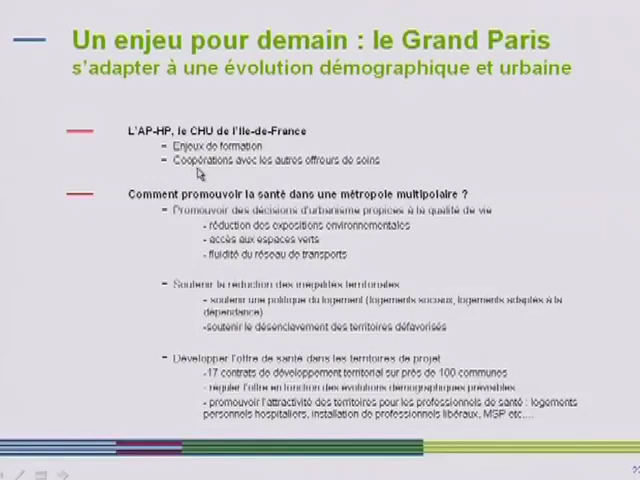 Un enjeu pour demain : le Grand Paris
s'adapter à une évolution démographique et urbaine
L'AP-HP, le CHU de l'Ile-de-France
- Enjeux de formation
- Coopérations avec les autres offreurs de soins
Comment promouvoir la santé dans une métropole multipolaire ?
- Promouvoir des décisions d'urbanisme propices à la qualité de vie
- réduction des expositions environnementales
- accès aux espaces verts
- fluidité du réseau de transports
- Soutenir la réduction des inégalités territoriales
- soutenir une politique du logement (logements sociaux, logements adaptés à la
dépendance)
-soutenir le désenclavement des territoires défavorisés
- Développer l'offre de santé dans les territoires de projet
-17 contrats de développement territorial sur près de 100 communes
- réguler l'offre en fonction des évolutions démographiques prévisibles
- promouvoir l'attractivité des territoires pour les professionnels de santé : logements
personnels hospitaliers, installation de professionnels libéraux, MSP etc....